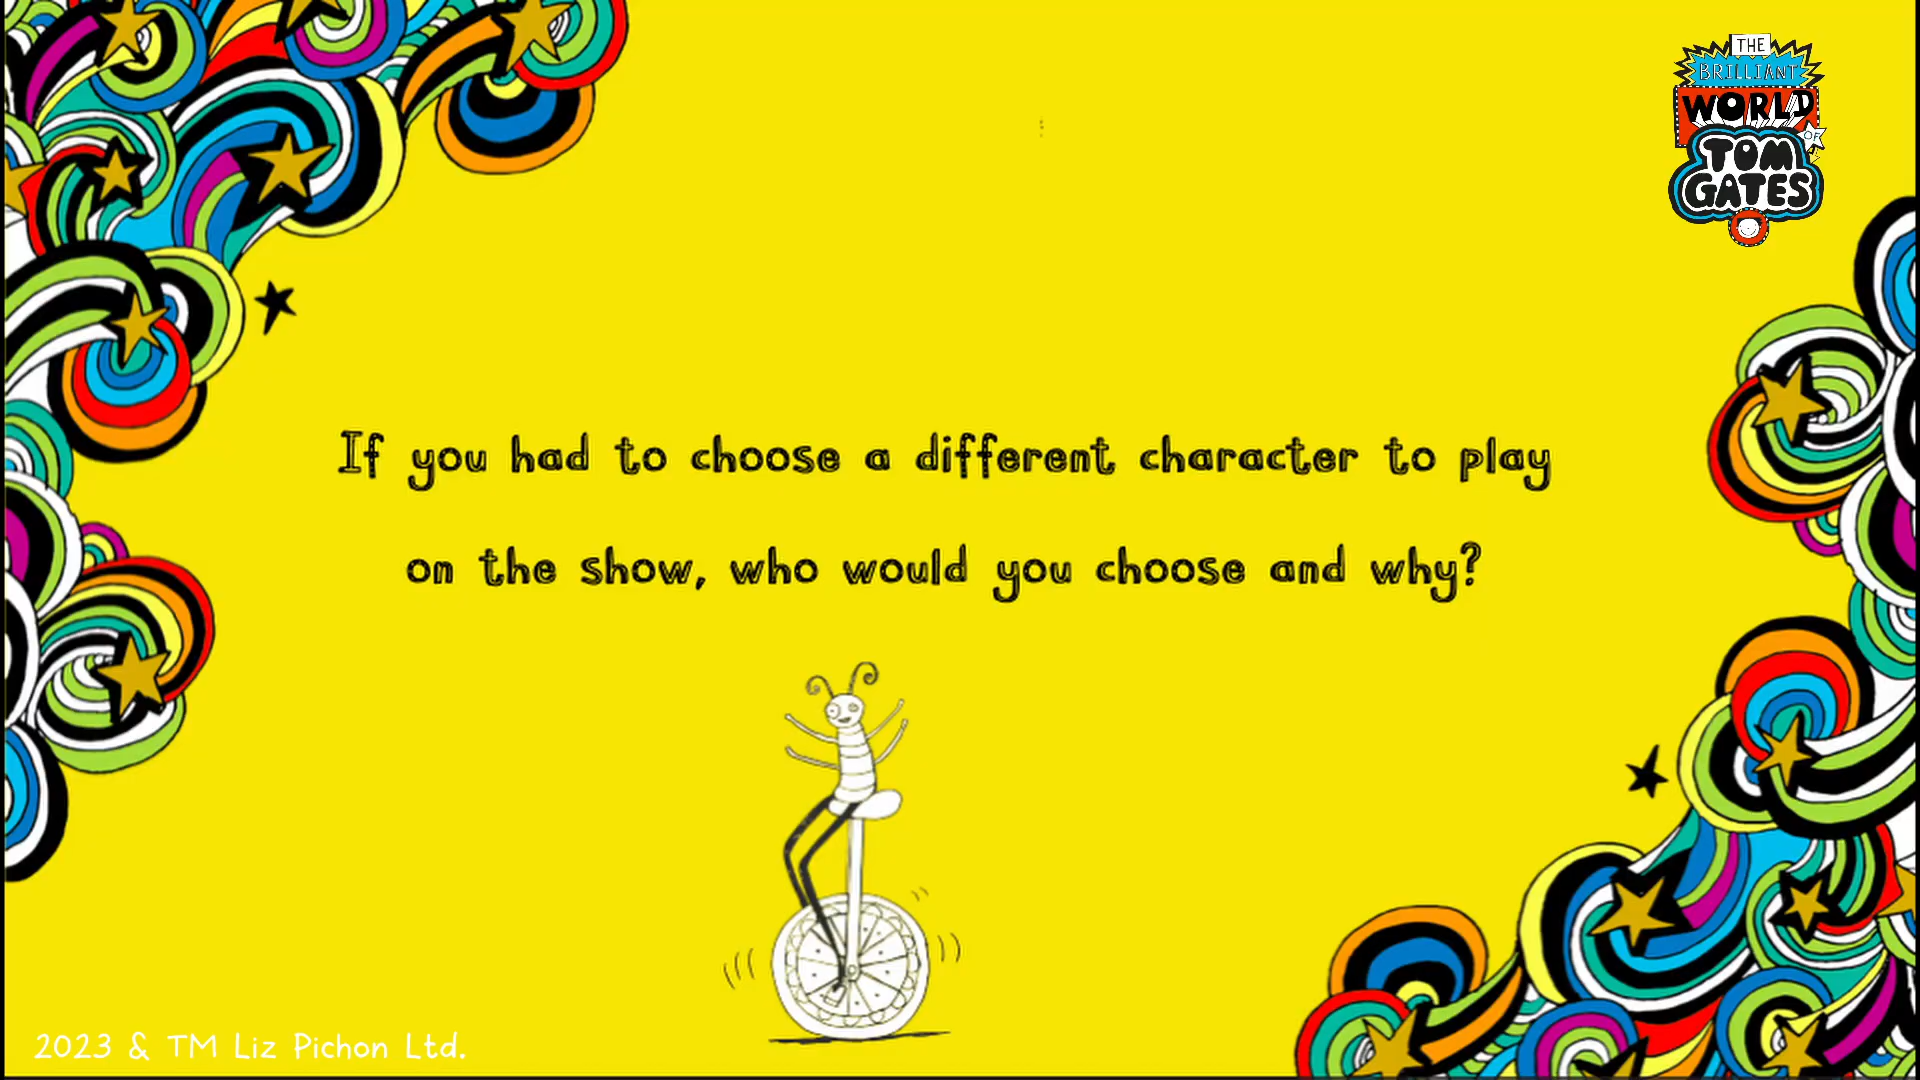 THE
BRILLIANT
WORLD
OF
TOM
GATES
If you had to choose a different character to play
on the show, who would you choose and why?
2023 & TM Liz Pichon Ltd.